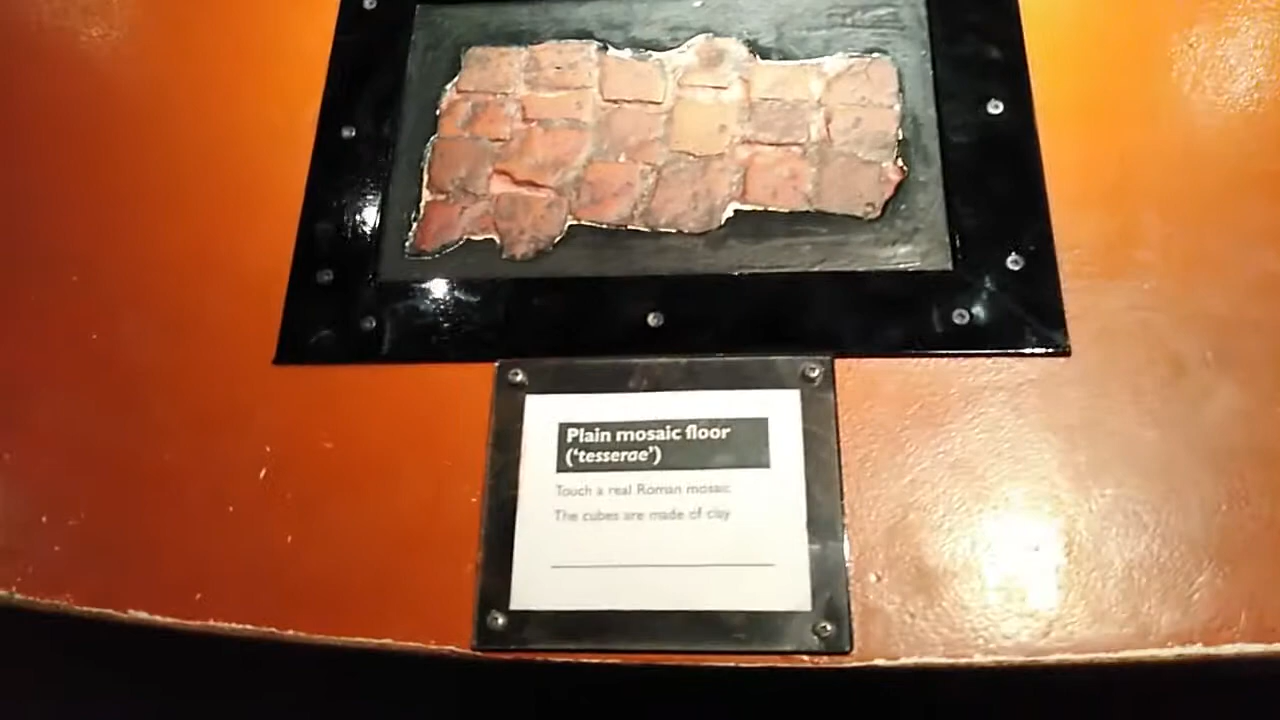 Plain mosaic floor
(‘tesserae’)
Touch a real Roman mosaic
The cubes are made of clay